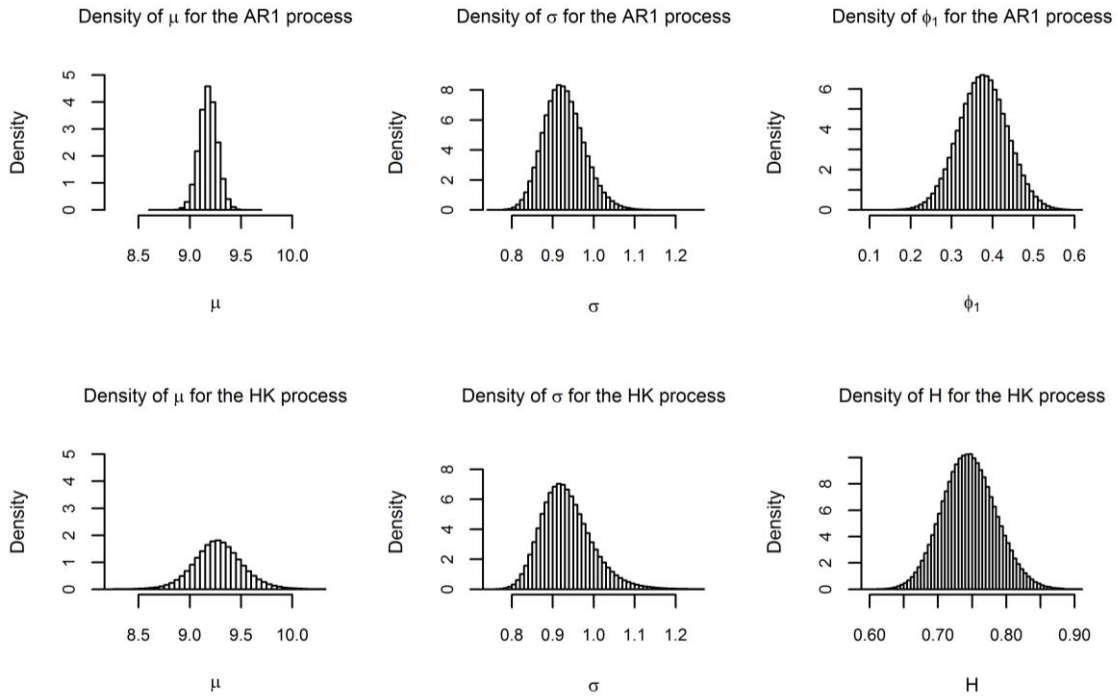 Density of μ for the AR1 process
Density
0 1 2 3 4 5
8.5 9.0 9.5 10.0
μ
Density of σ for the AR1 process
Density
0 2 4 6 8
0.8 0.9 1.0 1.1 1.2
σ
Density of ϕ₁ for the AR1 process
Density
0 2 4 6
0.1 0.2 0.3 0.4 0.5 0.6
ϕ₁
Density of μ for the HK process
Density
0 1 2 3 4 5
8.5 9.0 9.5 10.0
μ
Density of σ for the HK process
Density
0 2 4 6 8
0.8 0.9 1.0 1.1 1.2
σ
Density of H for the HK process
Density
0 2 4 6 8
0.60 0.70 0.80 0.90
H